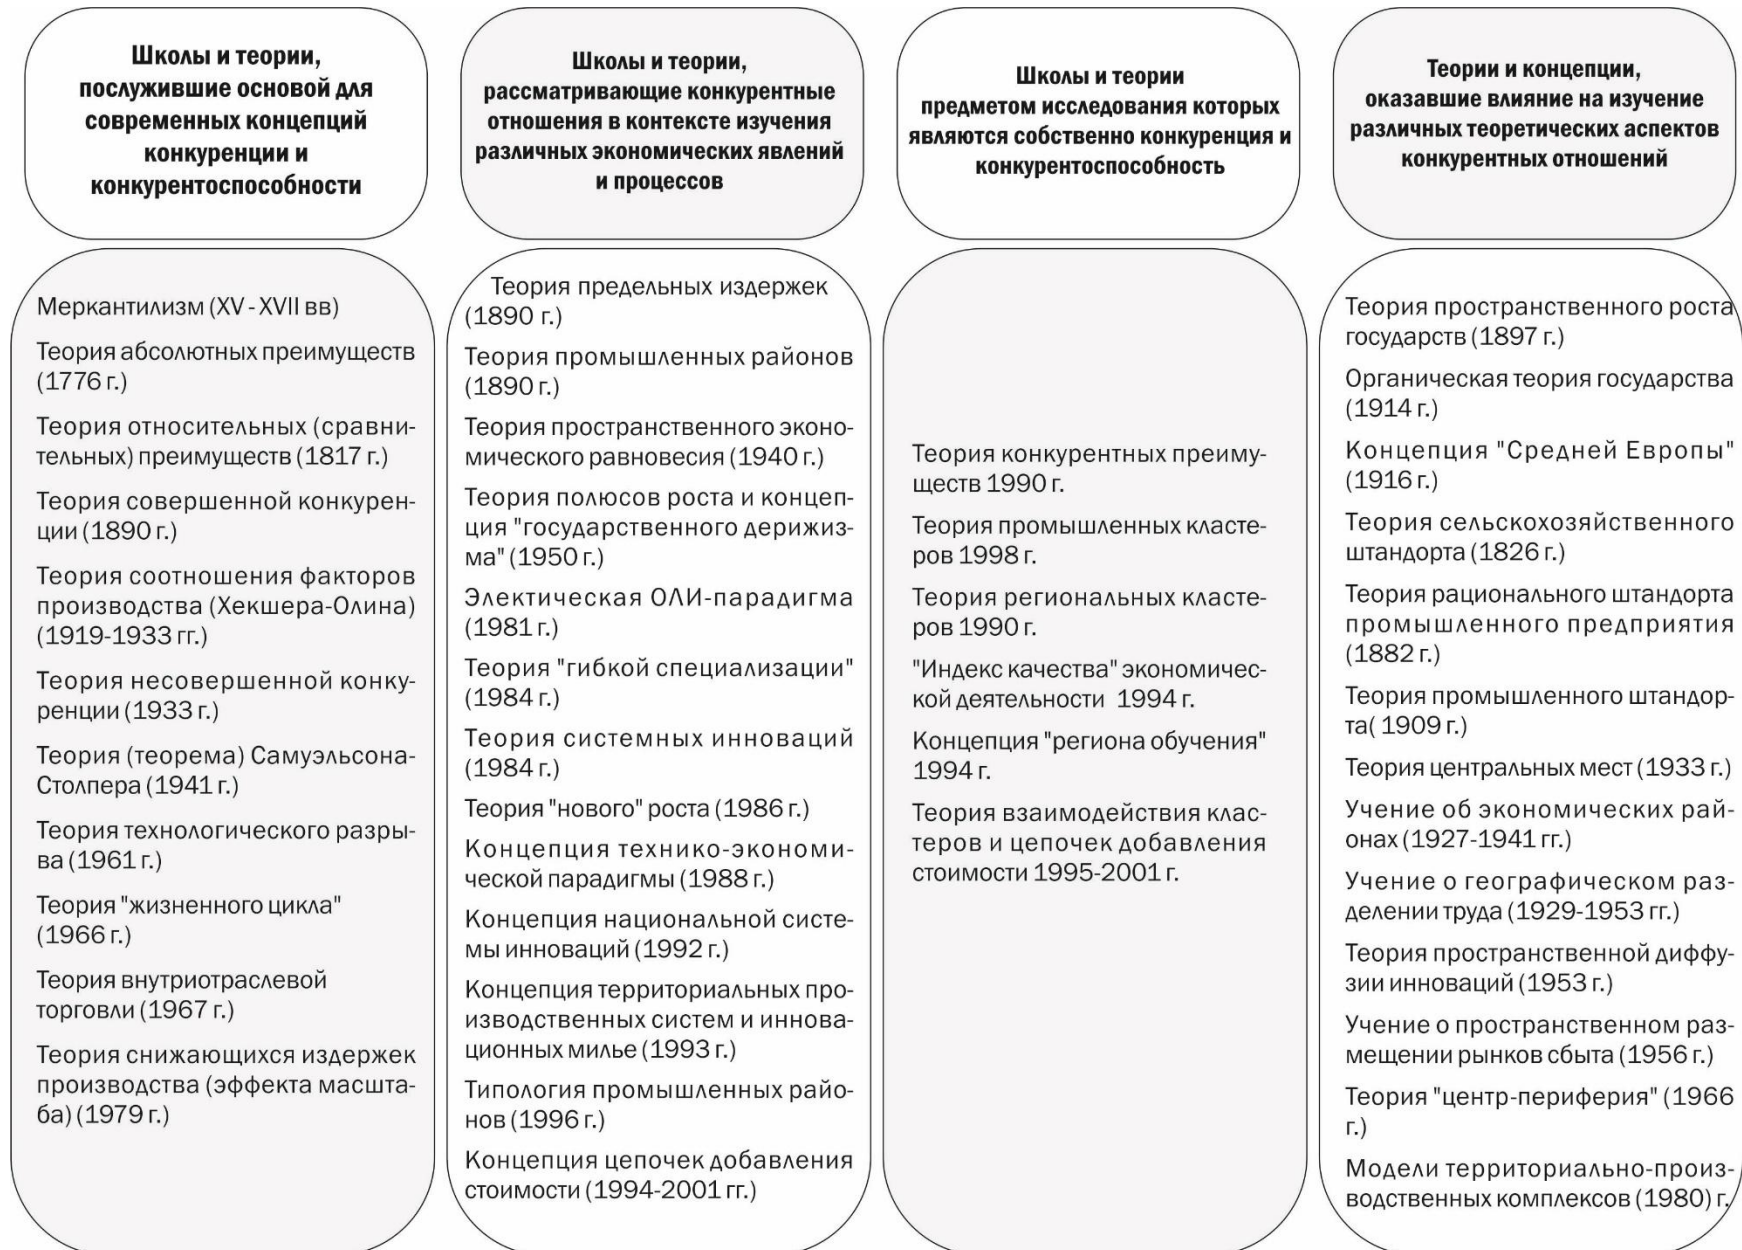 Школы и теории,
послужившие основой для
современных концепций
конкуренции и
конкурентоспособности
Меркантилизм (XV - XVII вв)
Теория абсолютных преимуществ
(1776 г.)
Теория относительных (сравни-
тельных) преимуществ (1817 г.)
Теория совершенной конкурен-
ции (1890 г.)
Теория соотношения факторов
производства (Хекшера-Олина)
(1919-1933 гг.)
Теория несовершенной конку-
ренции (1933 г.)
Теория (теорема) Самуэльсона-
Столпера (1941 г.)
Теория технологического разры-
ва (1961 г.)
Теория "жизненного цикла"
(1966 г.)
Теория внутриотраслевой
торговли (1967 г.)
Теория снижающихся издержек
производства (эффекта масшта-
ба) (1979 г.)
Школы и теории,
рассматривающие конкурентные
отношения в контексте изучения
различных экономических явлений
и процессов
Теория предельных издержек
(1890 г.)
Теория промышленных районов
(1890 г.)
Теория пространственного эконо-
мического равновесия (1940 г.)
Теория полюсов роста и концеп-
ция "государственного дерижиз-
ма" (1950 г.)
Электическая ОЛИ-парадигма
(1981 г.)
Теория "гибкой специализации"
(1984 г.)
Теория системных инноваций
(1984 г.)
Теория "нового" роста (1986 г.)
Концепция технико-экономи-
ческой парадигмы (1988 г.)
Концепция национальной систе-
мы инноваций (1992 г.)
Концепция территориальных про-
изводственных систем и иннова-
ционных милье (1993 г.)
Типология промышленных райо-
нов (1996 г.)
Концепция цепочек добавления
стоимости (1994-2001 гг.)
Школы и теории
предметом исследования которых
являются собственно конкуренция и
конкурентоспособность
Теория конкурентных преиму-
ществ 1990 г.
Теория промышленных класте-
ров 1998 г.
Теория региональных класте-
ров 1990 г.
"Индекс качества" экономичес-
кой деятельности 1994 г.
Концепция "региона обучения"
1994 г.
Теория взаимодействия клас-
теров и цепочек добавления
стоимости 1995-2001 г.
Теории и концепции,
оказавшие влияние на изучение
различных теоретических аспектов
конкурентных отношений
Теория пространственного роста
государств (1897 г.)
Органическая теория государства
(1914 г.)
Концепция "Средней Европы"
(1916 г.)
Теория сельскохозяйственного
штандорта (1826 г.)
Теория рационального штандорта
промышленного предприятия
(1882 г.)
Теория промышленного штандор-
та( 1909 г.)
Теория центральных мест (1933 г.)
Учение об экономических рай-
онах (1927-1941 гг.)
Учение о географическом раз-
делении труда (1929-1953 гг.)
Теория пространственной диффу-
зии инноваций (1953 г.)
Учение о пространственном раз-
мещении рынков сбыта (1956 г.)
Теория "центр-периферия" (1966
г.)
Модели территориально-произ-
водственных комплексов (1980) г.